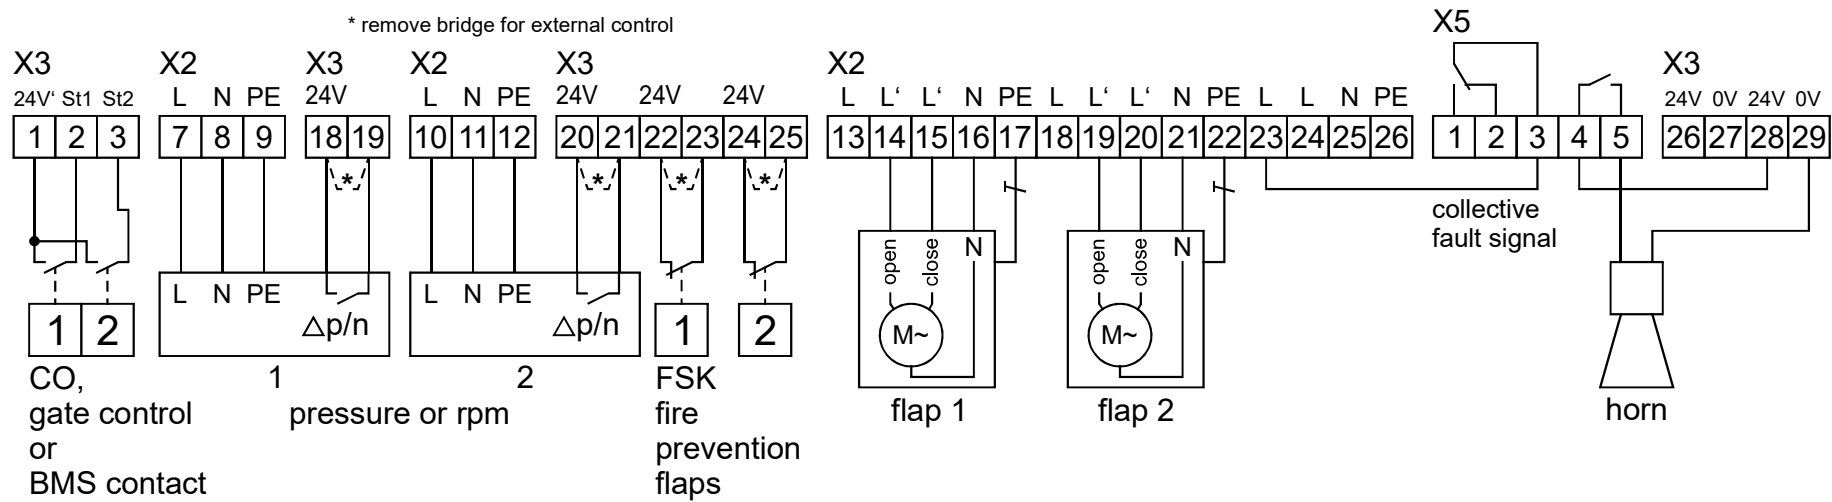 * remove bridge for external control
X5
X3 X2 X3 X2 X3 X2 X3
24V‘ St1 St2 L N PE 24V L N PE 24V 24V 24V L L‘ L‘ N PE L L‘ L‘ N PE L L N PE 24V 0V 24V 0V
1 2 3 7 8 9 18 19 10 11 12 20 21 22 23 24 25 13 14 15 16 17 18 19 20 21 22 23 24 25 26 1 2 3 4 5 26 27 28 29
* * * *
collective
fault signal
open close N open close N
L N PE L N PE
1 2 △p/n △p/n 1 2 M~ M~
CO, 1 2 FSK
gate control pressure or rpm fire flap 1 flap 2 horn
or prevention
BMS contact flaps